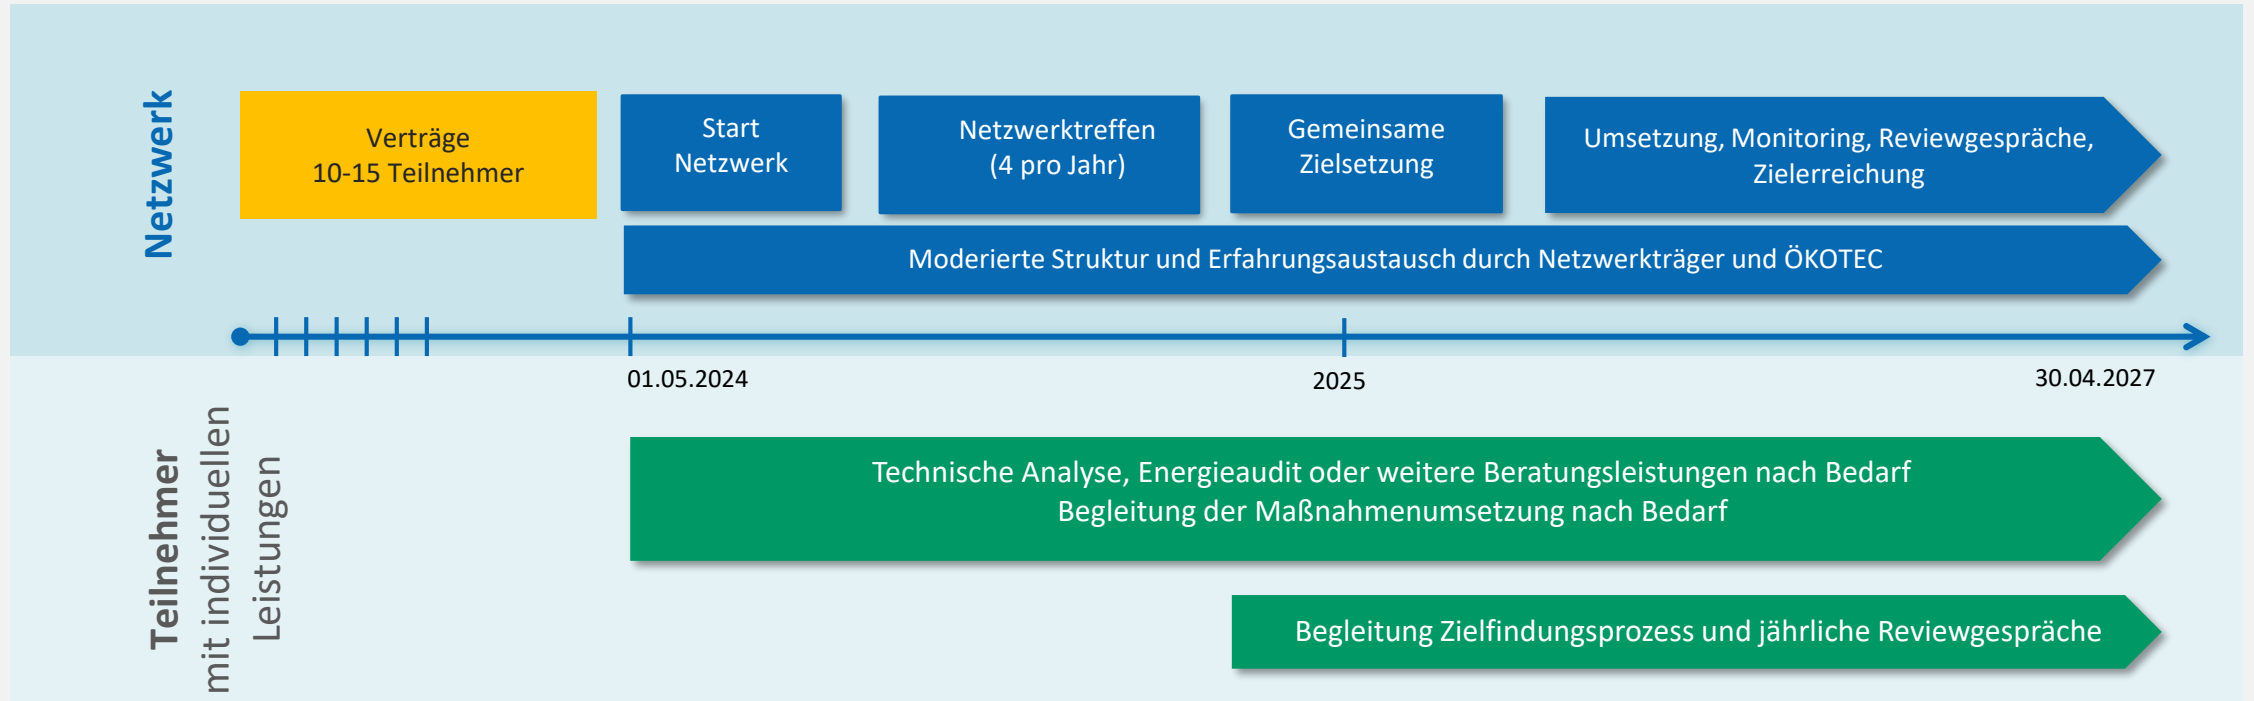 Netzwerk
Verträge
10-15 Teilnehmer
Start
Netzwerk
Netzwerktreffen
(4 pro Jahr)
Gemeinsame
Zielsetzung
Umsetzung, Monitoring, Reviewgespräche,
Zielerreichung
Moderierte Struktur und Erfahrungsaustausch durch Netzwerkträger und ÖKOTEC
01.05.2024
2025
30.04.2027
Teilnehmer
mit individuellen
Leistungen
Technische Analyse, Energieaudit oder weitere Beratungsleistungen nach Bedarf
Begleitung der Maßnahmenumsetzung nach Bedarf
Begleitung Zielfindungsprozess und jährliche Reviewgespräche